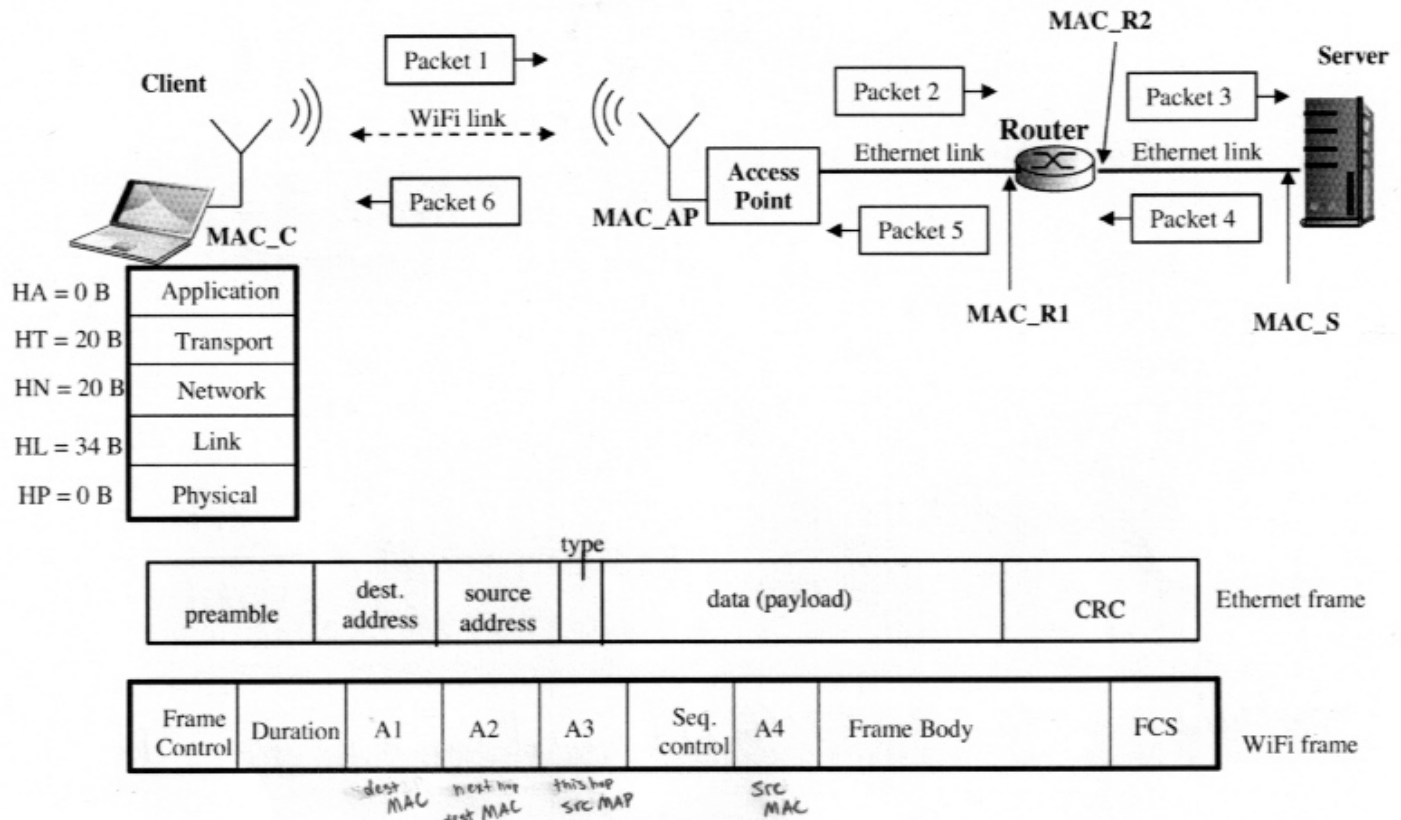 MAC_R2
Packet 1
Server
Client
Packet 2
Packet 3
WiFi link
Router
Ethernet link
Ethernet link
Access
Point
Packet 6
MAC_AP
Packet 5
Packet 4
MAC_C
MAC_R1
MAC_S
HA = 0 B Application
HT = 20 B Transport
HN = 20 B Network
HL = 34 B Link
HP = 0 B Physical
type
preamble
dest.
address
source
address
data (payload)
CRC
Ethernet frame
Frame
Control
Duration
A1
A2
A3
Seq.
control
A4
Frame Body
FCS
WiFi frame
dest
MAC
next hop
MAC
this hop
src MAP
Src
MAC